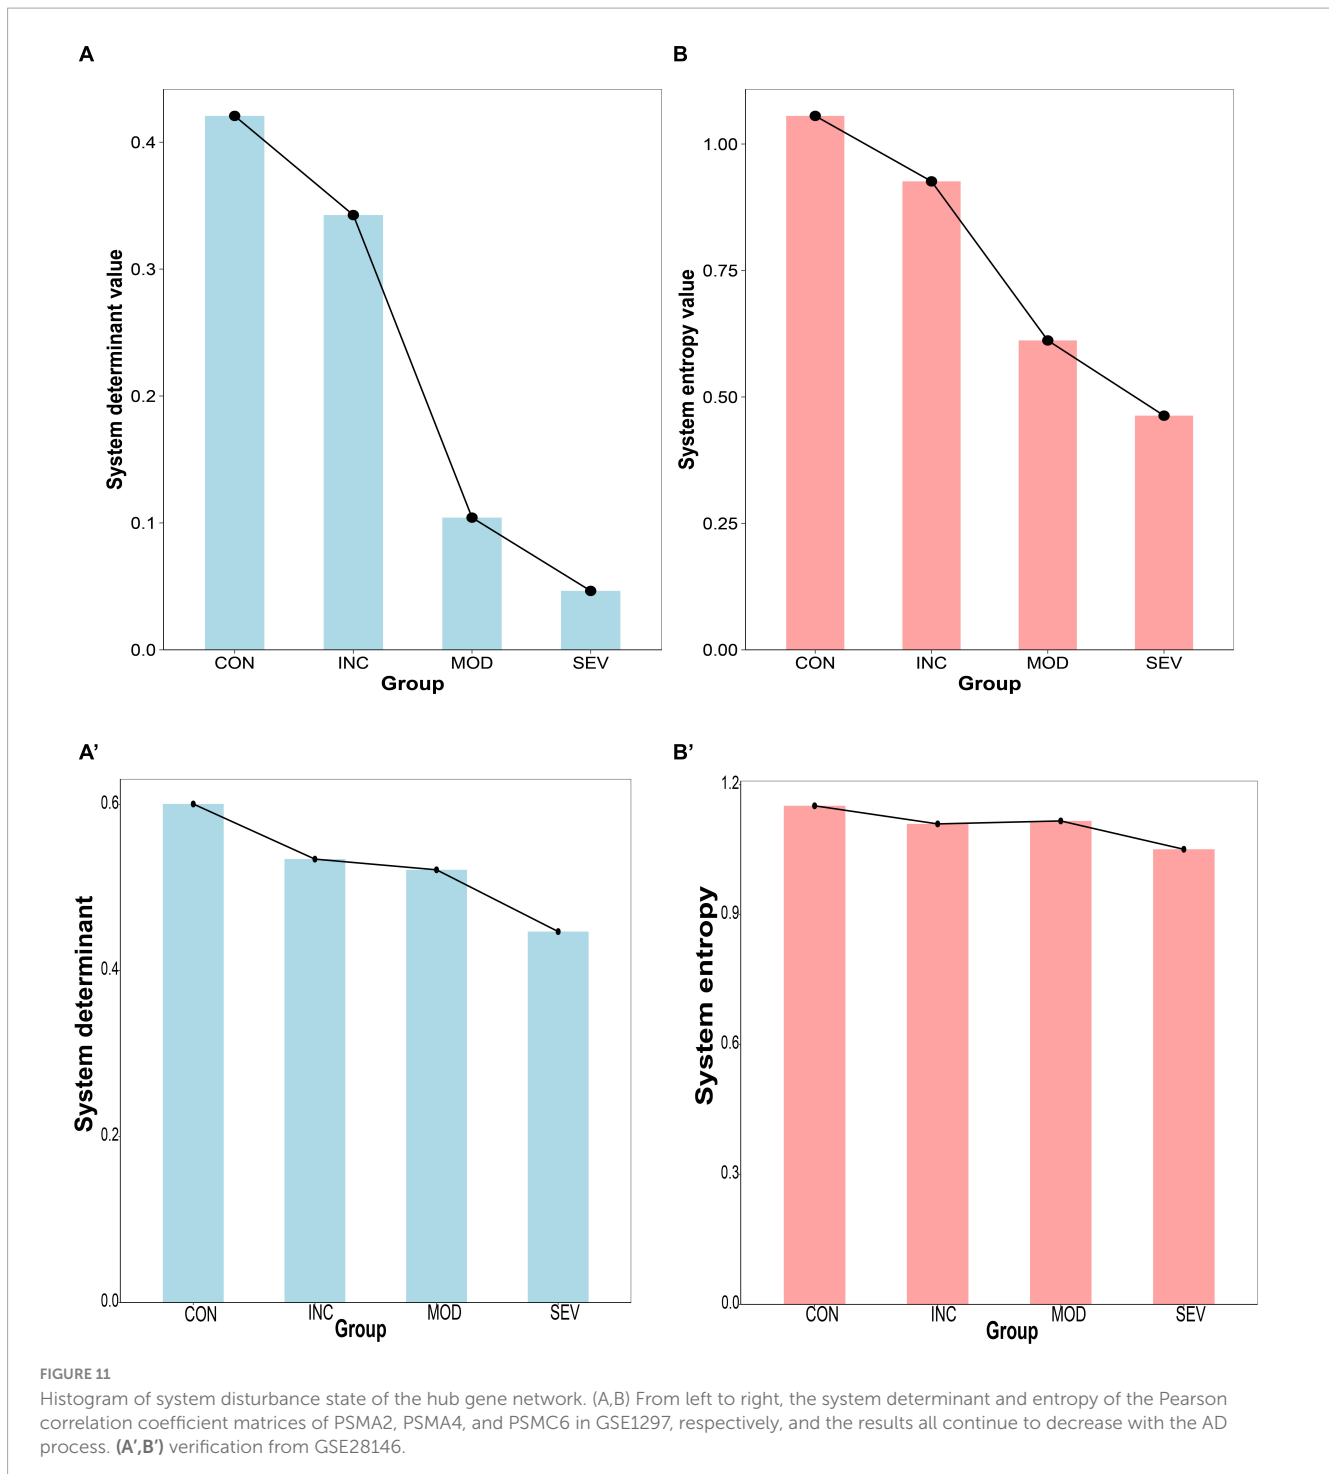 A
System determinant value
0.4
0.3
0.2
0.1
0.0
CON INC MOD SEV
Group
B
System entropy value
1.00
0.75
0.50
0.25
0.00
CON INC MOD SEV
Group
A’
System determinant
0.6
0.4
0.2
0.0
CON INC MOD SEV
Group
B’
System entropy
1.2
0.9
0.6
0.3
0.0
CON INC MOD SEV
Group
FIGURE 11
Histogram of system disturbance state of the hub gene network. (A,B) From left to right, the system determinant and entropy of the Pearson
correlation coefficient matrices of PSMA2, PSMA4, and PSMC6 in GSE1297, respectively, and the results all continue to decrease with the AD
process. (A’,B’) verification from GSE28146.